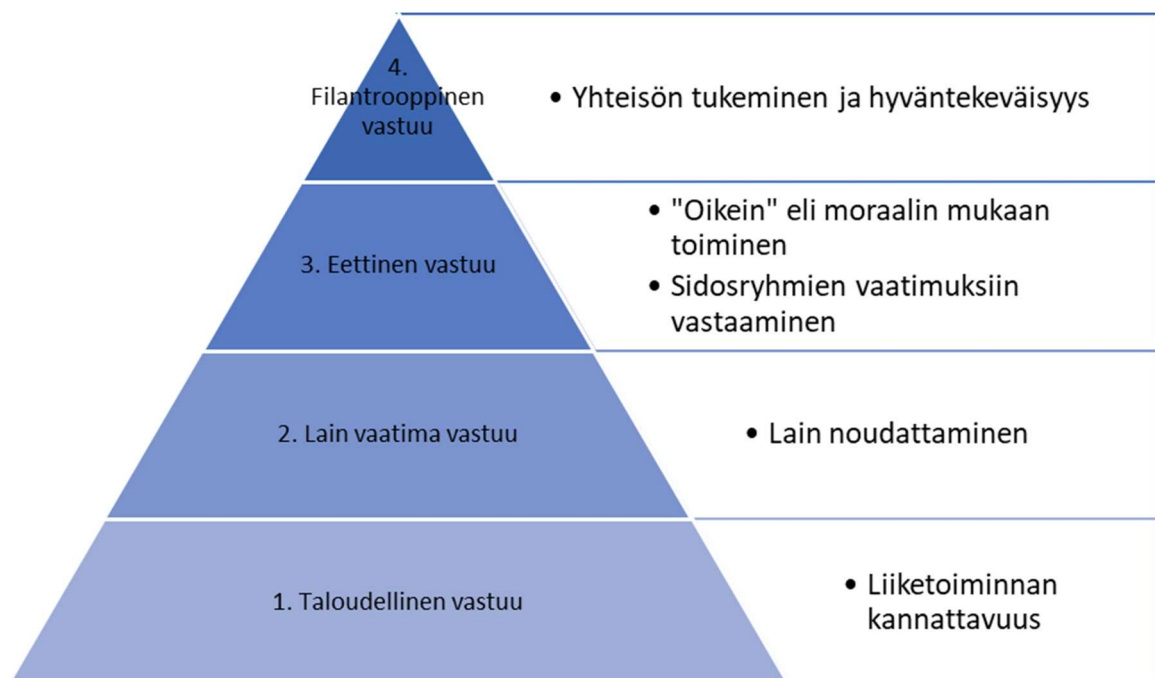 4.
Filantrooppinen
vastuu
• Yhteisön tukeminen ja hyväntekeväisyys
3. Eettinen vastuu
• "Oikein" eli moraalin mukaan
toiminen
• Sidosryhmien vaatimuksiin
vastaaminen
2. Lain vaatima vastuu
• Lain noudattaminen
1. Taloudellinen vastuu
• Liiketoiminnan
kannattavuus